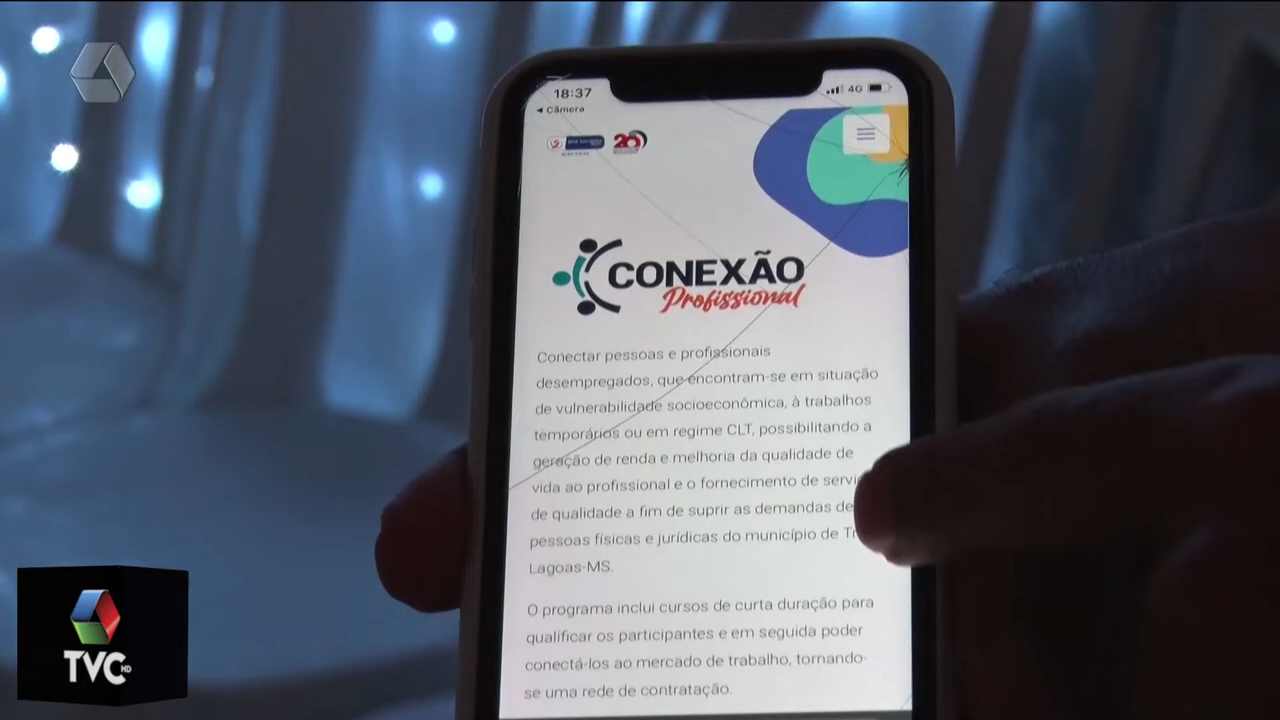 18:37
4G
Câmera
20
CONEXÃO
Profissional
Conectar pessoas e profissionais
desempregados, que encontram-se em situação
de vulnerabilidade socioeconômica, à trabalhos
temporários ou em regime CLT, possibilitando a
geração de renda e melhoria da qualidade de
vida ao profissional e o fornecimento de servi
de qualidade a fim de suprir as demandas de
pessoas físicas e jurídicas do município de Tr
Lagoas-MS.
O programa inclui cursos de curta duração para
qualificar os participantes e em seguida poder
conectá-los ao mercado de trabalho, tornando-
se uma rede de contratação.
TVC HD